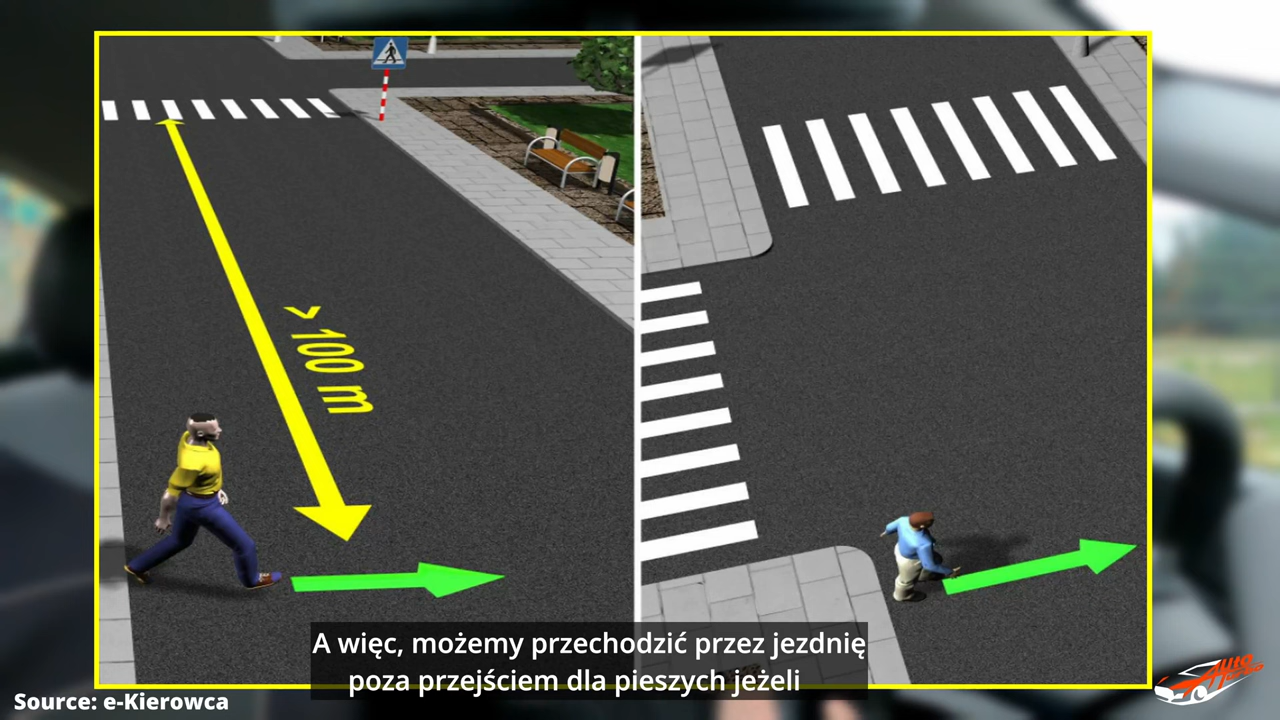 > 100 m
A więc, możemy przechodzić przez jezdnię
poza przejściem dla pieszych jeżeli
Source: e-Kierowca